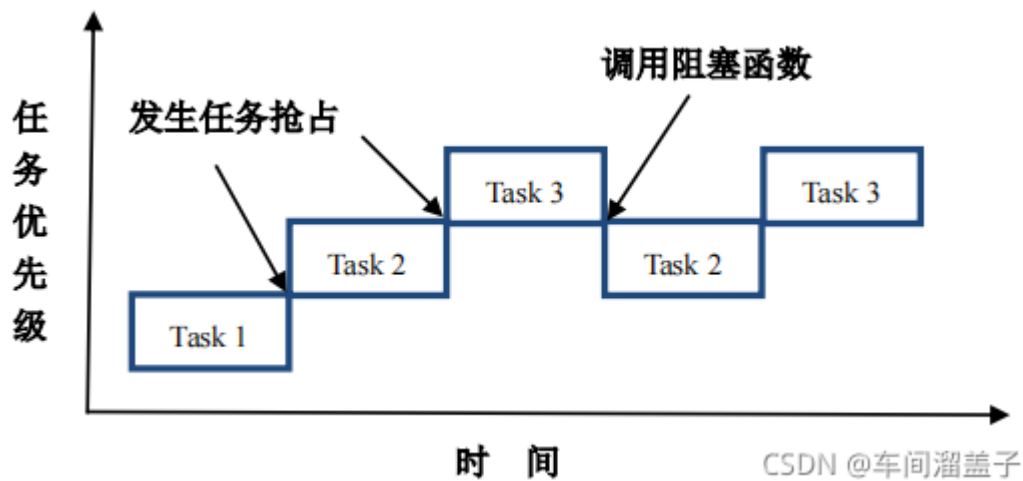 调用阻塞函数
发生任务抢占
任务优先级
Task 3
Task 3
Task 2
Task 2
Task 1
时 间
CSDN @车间溜盖子